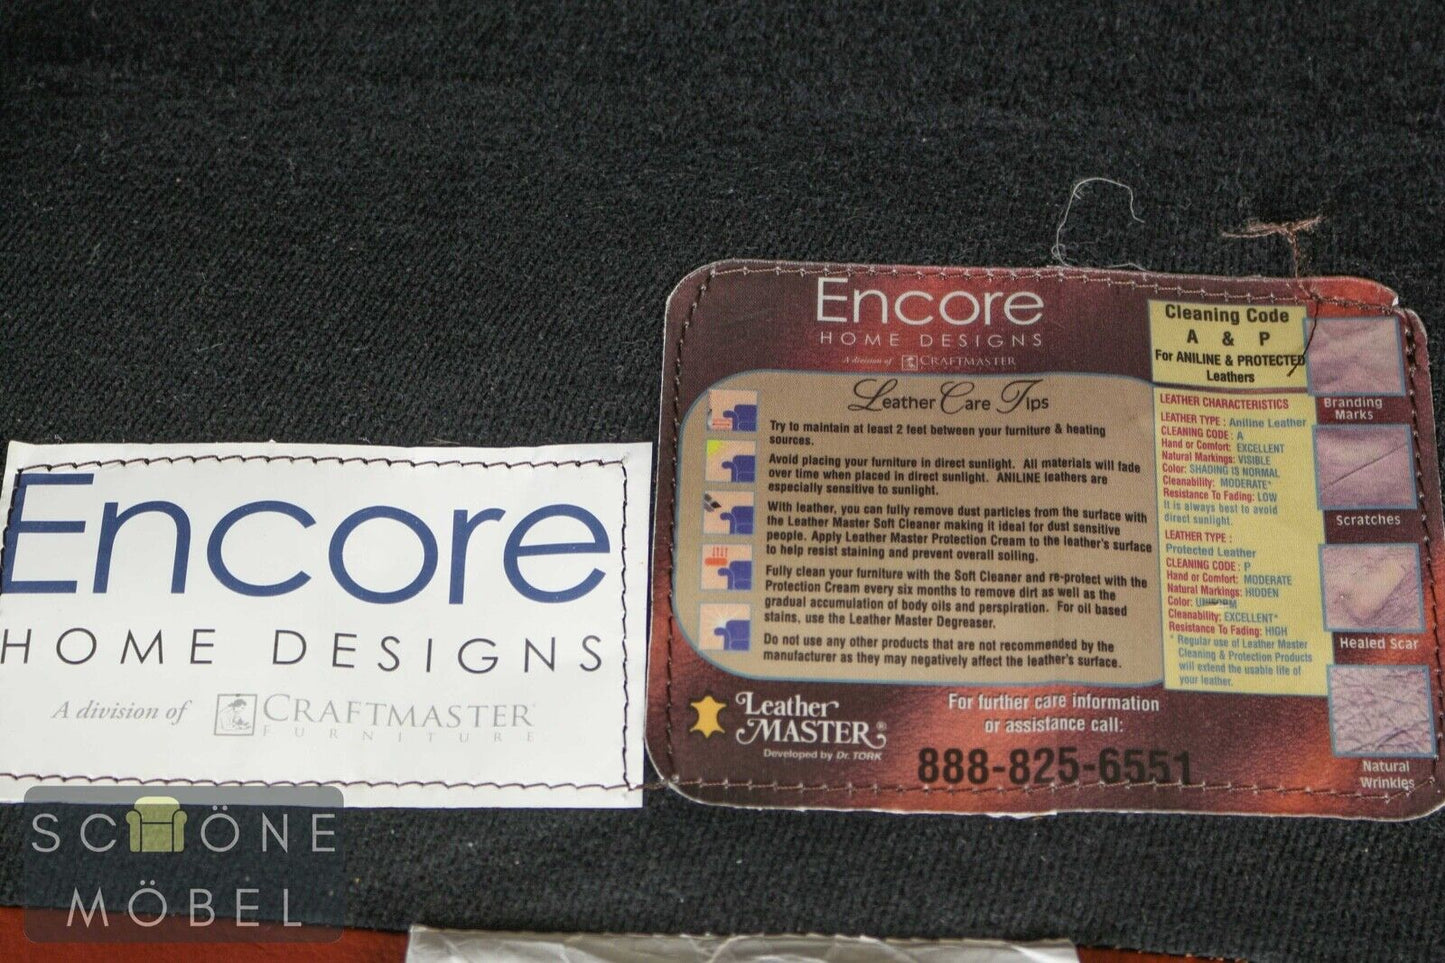 Encore
HOME DESIGNS
A division of CRAFTMASTER
FURNITURE
Encore
HOME DESIGNS
A division of CRAFTMASTER
Leather Care Tips
Try to maintain at least 2 feet between your furniture & heating
sources.
Avoid placing your furniture in direct sunlight. All materials will fade
over time when placed in direct sunlight. ANILINE leathers are
especially sensitive to sunlight.
With leather, you can fully remove dust particles from the surface with
the Leather Master Soft Cleaner making it ideal for dust sensitive
people. Apply Leather Master Protection Cream to the leather's surface
to help resist staining and prevent overall soiling.
Fully clean your furniture with the Soft Cleaner and re-protect with the
Protection Cream every six months to remove dirt as well as the
gradual accumulation of body oils and perspiration. For oil based
stains, use the Leather Master Degreaser.
Do not use any other products that are not recommended by the
manufacturer as they may negatively affect the leather's surface.
Leather
MASTER®
Developed by Dr. TORK
For further care information
or assistance call:
888-825-6551
Cleaning Code
A & P
For ANILINE & PROTECTED
Leathers
LEATHER CHARACTERISTICS
LEATHER TYPE : Aniline Leather
CLEANING CODE : A
Hand or Comfort: EXCELLENT
Natural Markings: VISIBLE
Color: SHADING IS NORMAL
Cleanability: MODERATE*
Resistance To Fading: LOW
It is always best to avoid
direct sunlight.
LEATHER TYPE :
Protected Leather
CLEANING CODE : P
Hand or Comfort: MODERATE
Natural Markings: HIDDEN
Color: UNIFORM
Cleanability: EXCELLENT*
Resistance To Fading: HIGH
* Regular use of Leather Master
Cleaning & Protection Products
will extend the usable life of
your leather.
Branding
Marks
Scratches
Healed Scar
Natural
Wrinkles
SCHÖNE
MÖBEL